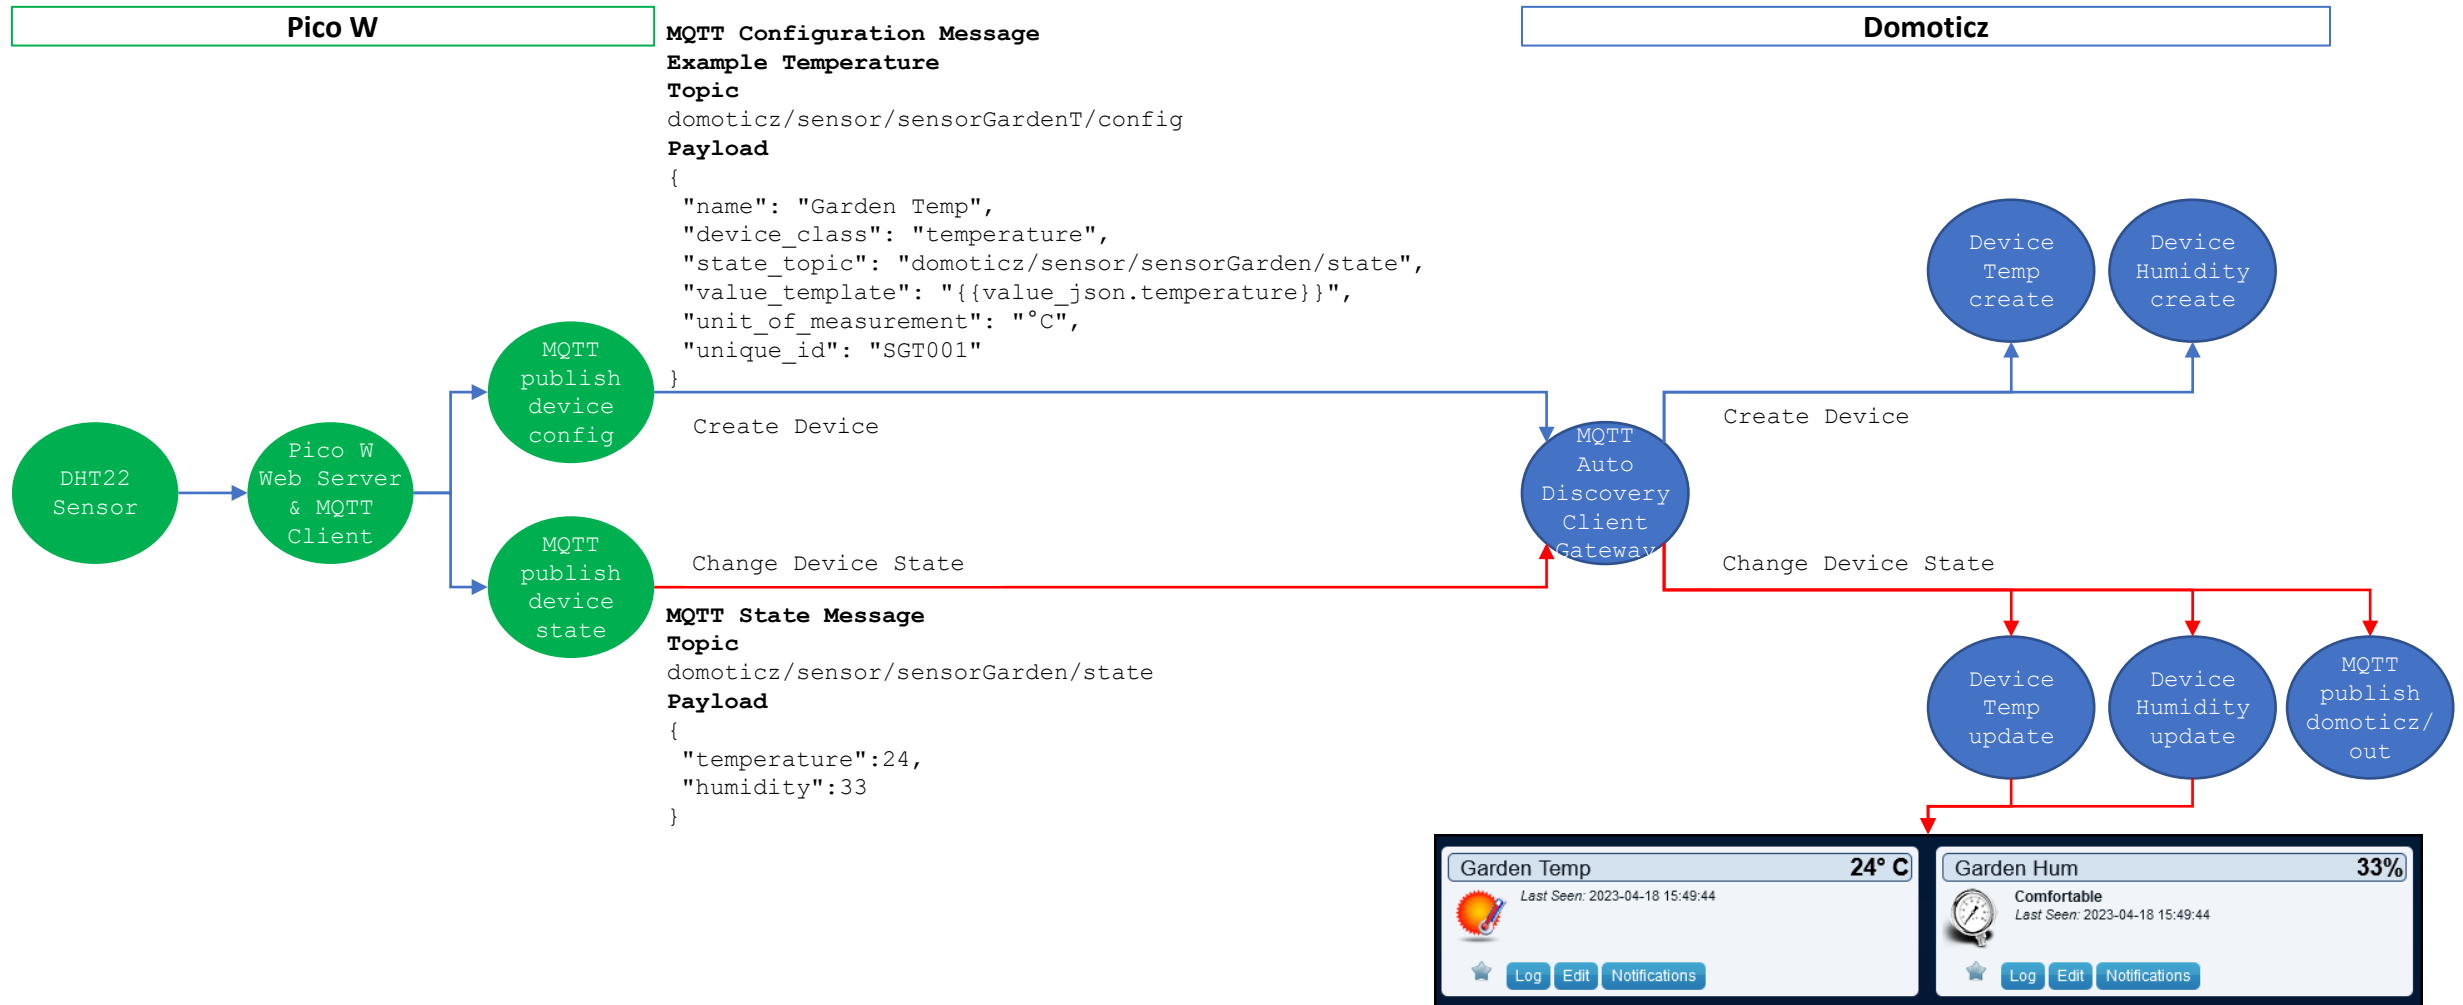 Pico W
Domoticz
MQTT Configuration Message
Example Temperature
Topic
domoticz/sensor/sensorGardenT/config
Payload
{
"name": "Garden Temp",
"device_class": "temperature",
"state_topic": "domoticz/sensor/sensorGarden/state",
"value_template": "{{value_json.temperature}}",
"unit_of_measurement": "°C",
"unique_id": "SGT001"
}
DHT22
Sensor
Pico W
Web Server
& MQTT
Client
MQTT
publish
device
config
Create Device
MQTT
publish
device
state
Change Device State
MQTT State Message
Topic
domoticz/sensor/sensorGarden/state
Payload
{
"temperature":24,
"humidity":33
}
MQTT
Auto
Discovery
Client
Gateway
Create Device
Device
Temp
create
Device
Humidity
create
Change Device State
Device
Temp
update
Device
Humidity
update
MQTT
publish
domoticz/
out
Garden Temp 24° C
Last Seen: 2023-04-18 15:49:44
Log Edit Notifications
Garden Hum 33%
Comfortable
Last Seen: 2023-04-18 15:49:44
Log Edit Notifications